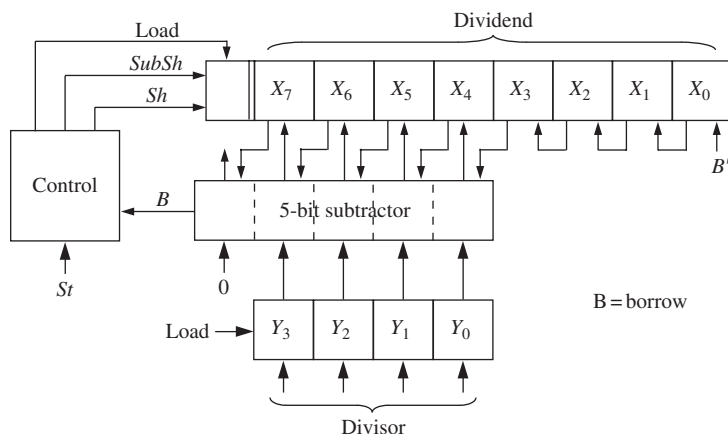 Dividend
Load
SubSh
Sh
X7 X6 X5 X4 X3 X2 X1 X0
Control
B
5-bit subtractor
B'
St
0
B = borrow
Load
Y3 Y2 Y1 Y0
Divisor